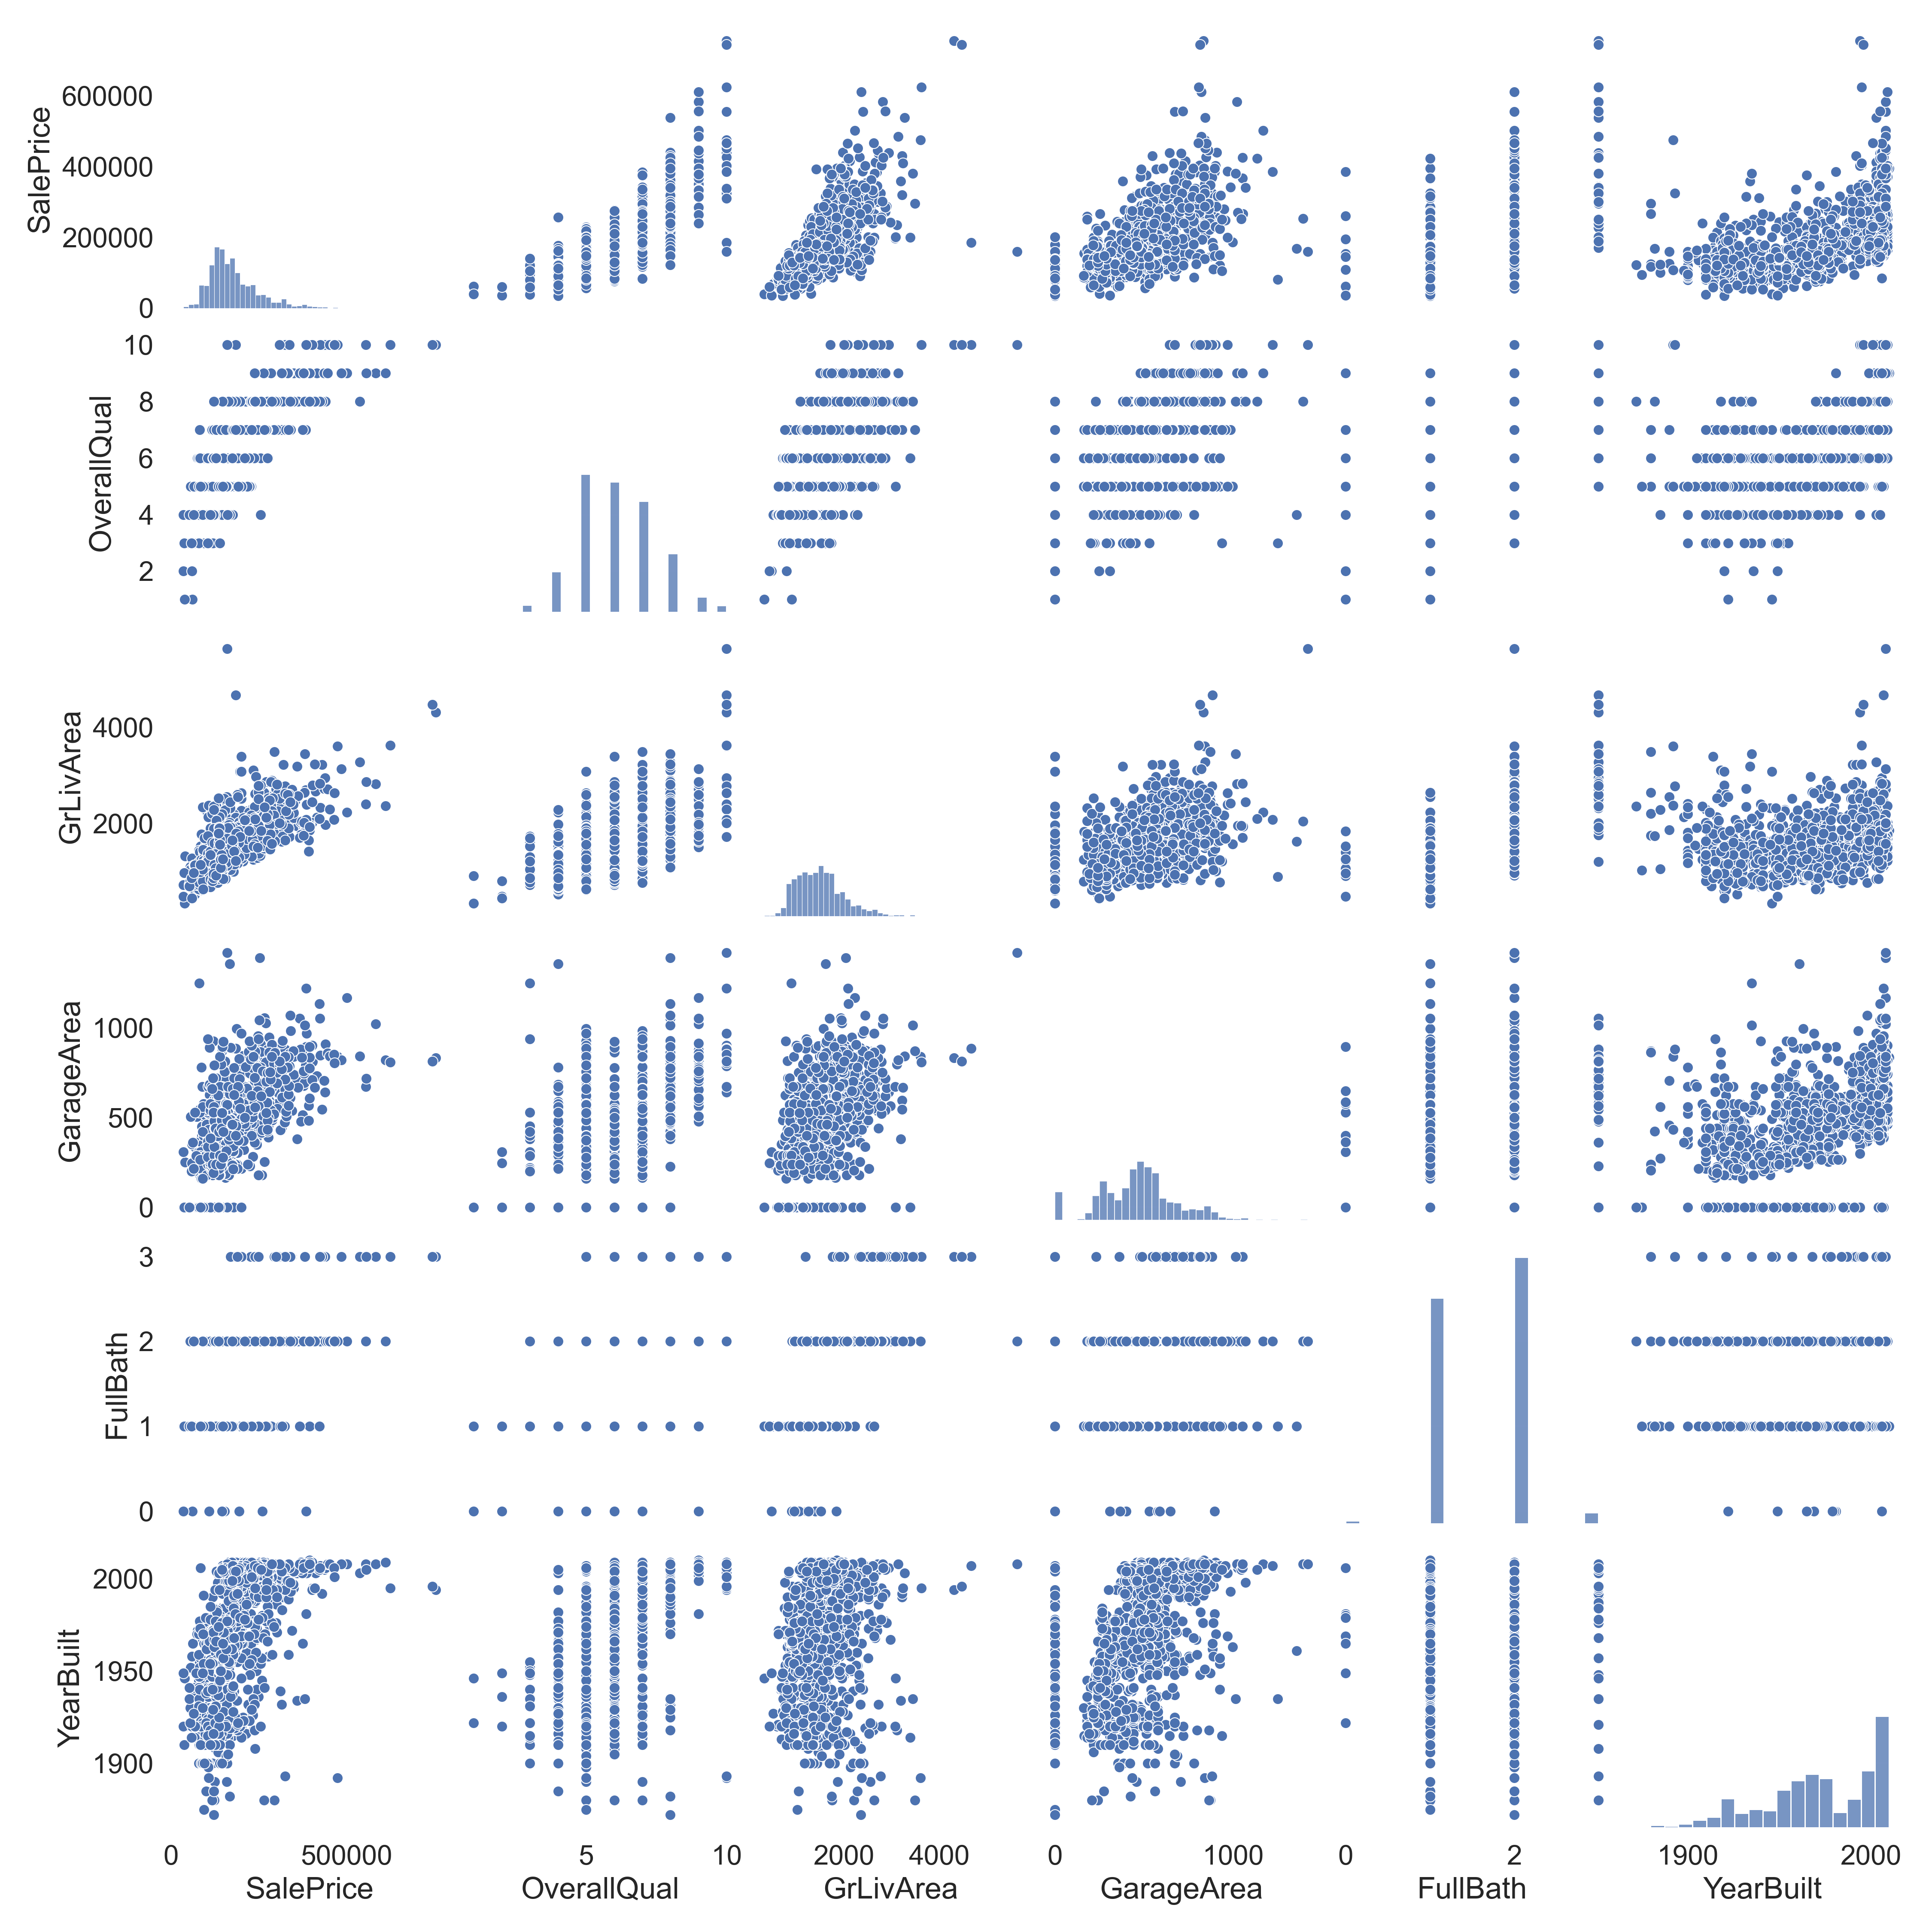 600000
400000
200000
0
SalePrice
10
8
6
4
2
OverallQual
4000
2000
GrLivArea
1000
500
0
GarageArea
3
2
1
0
FullBath
2000
1950
1900
YearBuilt
0 500000 5 10 2000 4000 0 1000 0 2 1900 2000
SalePrice OverallQual GrLivArea GarageArea FullBath YearBuilt